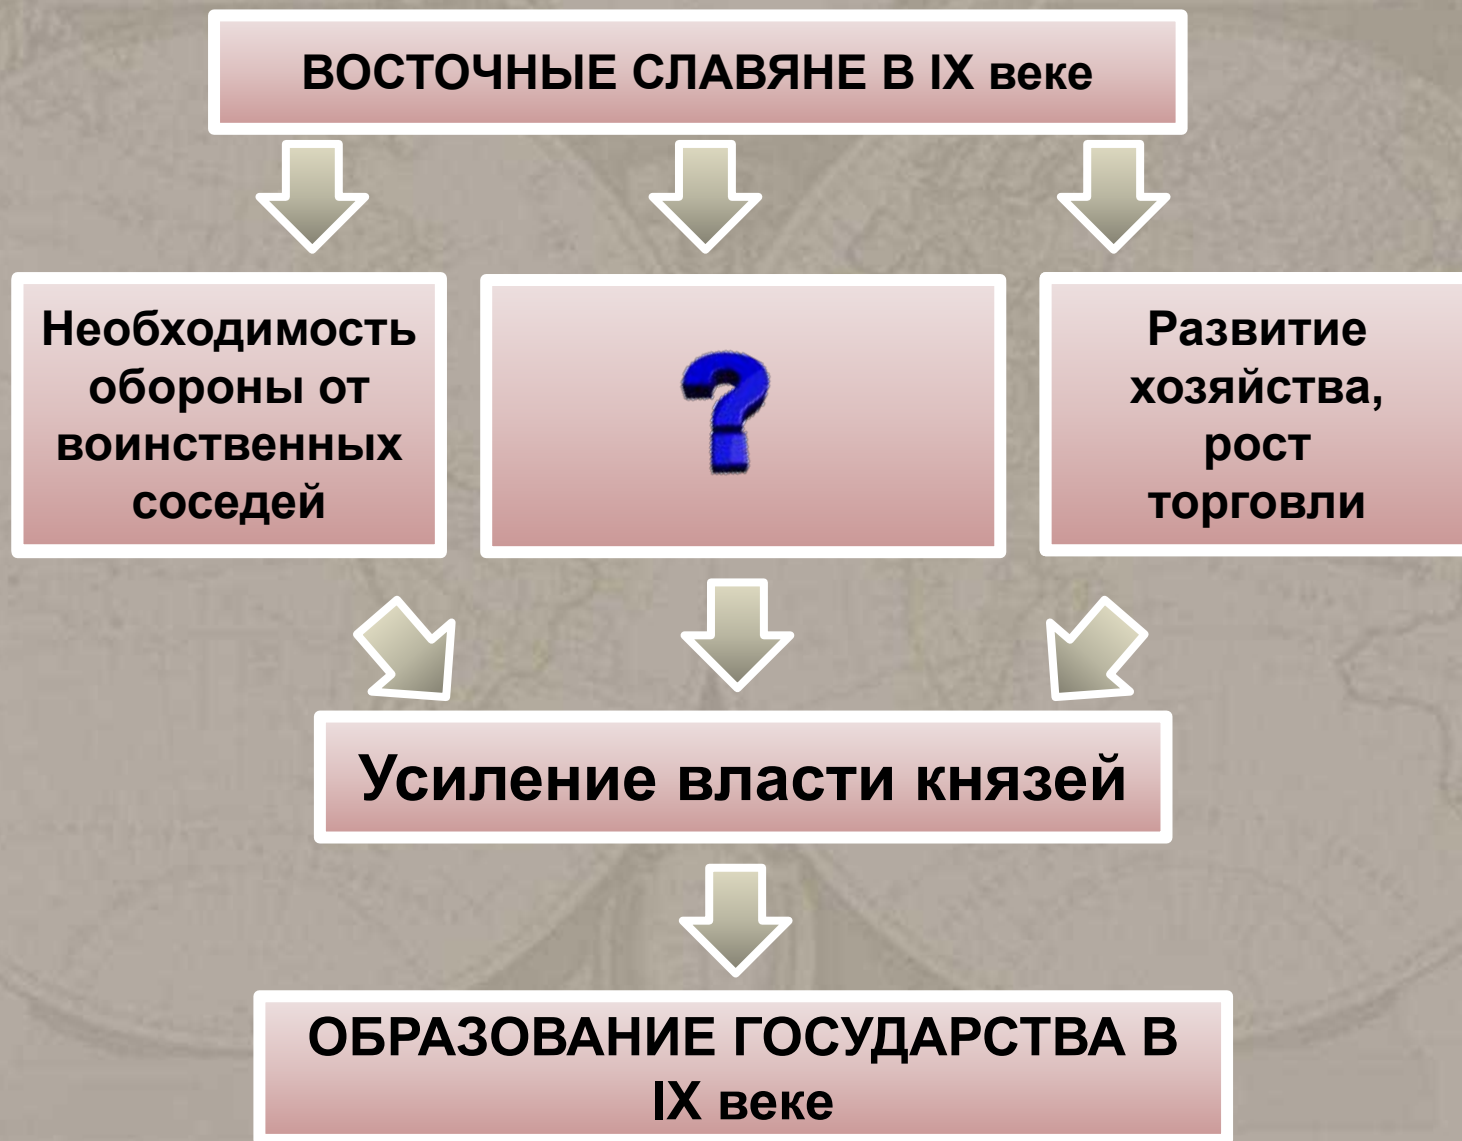 ВОСТОЧНЫЕ СЛАВЯНЕ В IX веке
Необходимость
обороны от
воинственных
соседей
?
Развитие
хозяйства,
рост
торговли
Усиление власти князей
ОБРАЗОВАНИЕ ГОСУДАРСТВА В
IX веке